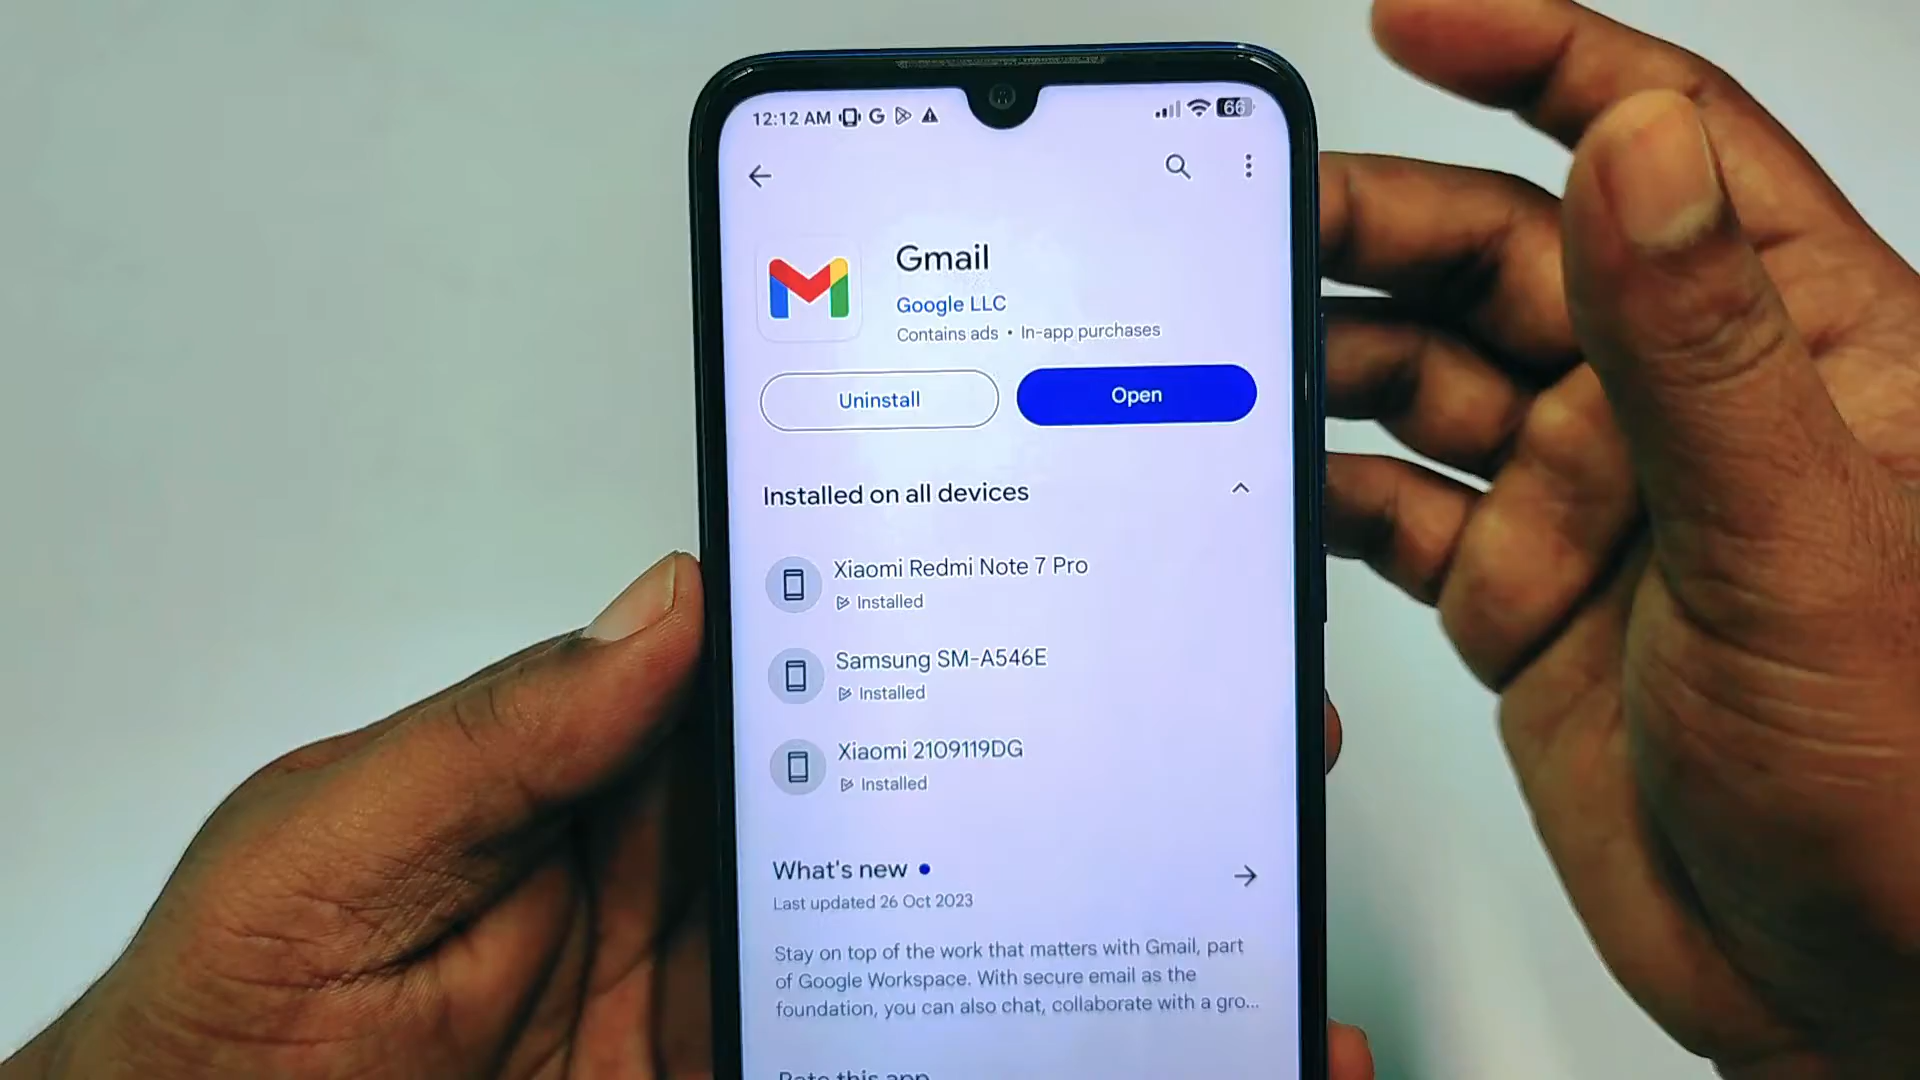 12:12 AM G 66
Gmail
Google LLC
Contains ads • In-app purchases
Uninstall
Open
Installed on all devices
Xiaomi Redmi Note 7 Pro
Installed
Samsung SM-A546E
Installed
Xiaomi 2109119DG
Installed
What's new
Last updated 26 Oct 2023
Stay on top of the work that matters with Gmail, part
of Google Workspace. With secure email as the
foundation, you can also chat, collaborate with a gro...
Rate this app